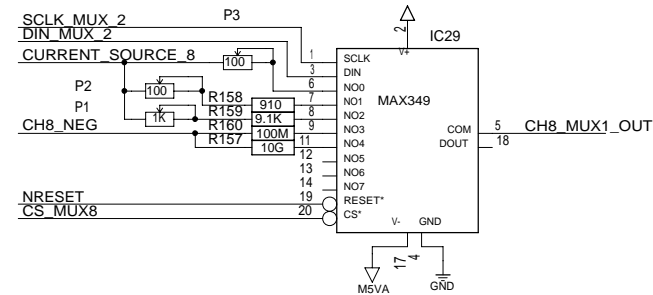 SCLK_MUX_2
DIN_MUX_2
P3
2
IC29
CURRENT_SOURCE_8
100
1
SCLK
V+
3
DIN
6
NO0
P2
100
R158
910
7
NO1
MAX349
P1
1K
R159
9.1K
8
NO2
CH8_NEG
R160
100M
9
NO3
COM
5
CH8_MUX1_OUT
R157
10G
11
NO4
DOUT
18
12
NO5
13
NO6
14
NO7
NRESET
19
RESET*
CS_MUX8
20
CS*
V-
GND
17
4
M5VA
GND